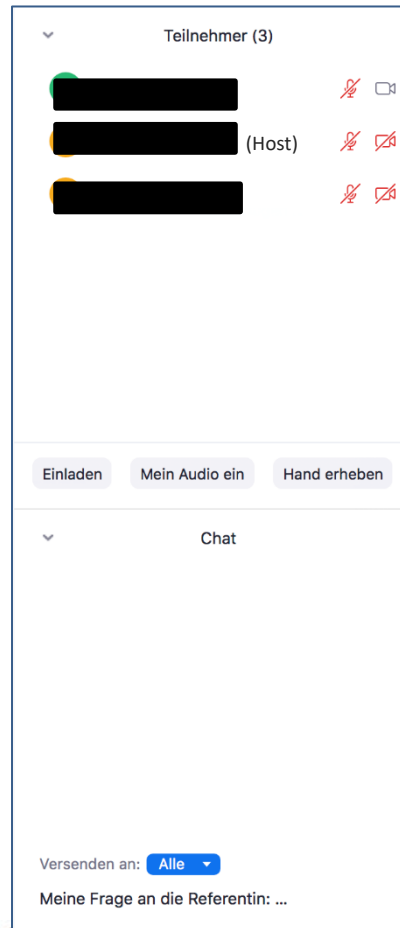 Teilnehmer (3)
(Host)
Einladen Mein Audio ein Hand erheben
Chat
Versenden an: Alle
Meine Frage an die Referentin: ...